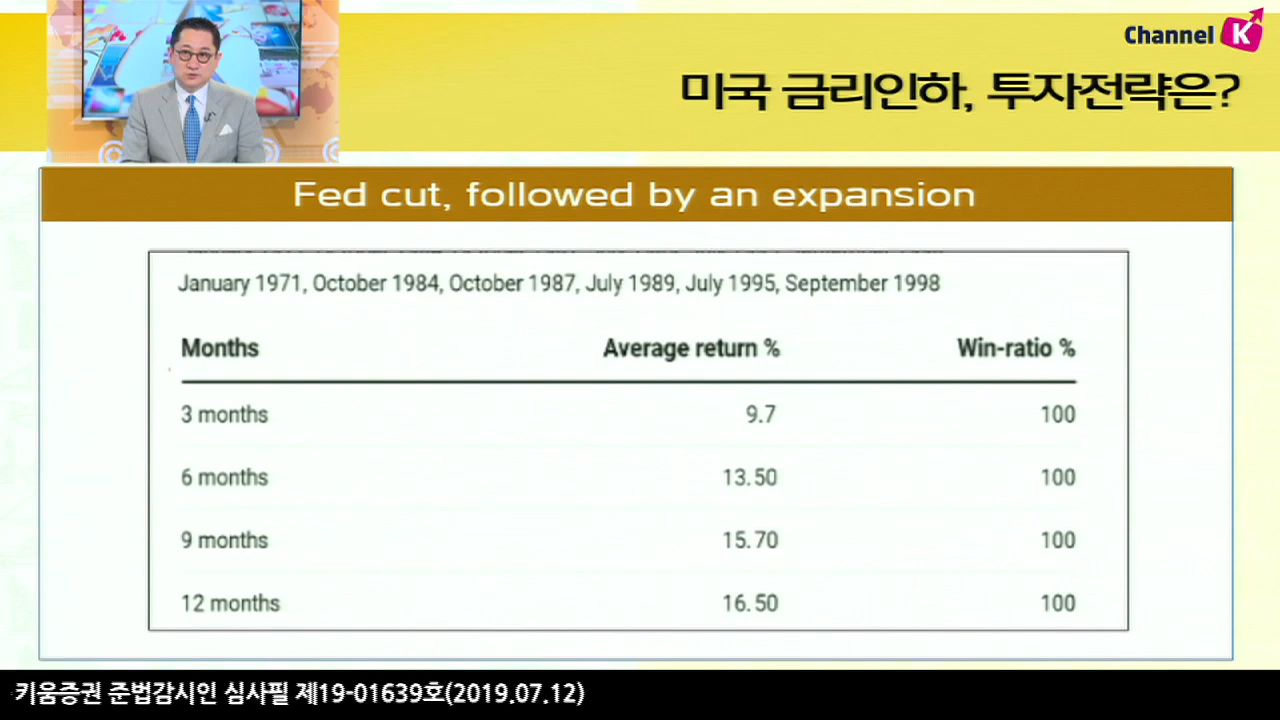 Channel K
미국 금리인하, 투자전략은?
Fed cut, followed by an expansion
January 1971, October 1984, October 1987, July 1989, July 1995, September 1998
Months Average return % Win-ratio %
3 months 9.7 100
6 months 13.50 100
9 months 15.70 100
12 months 16.50 100
키움증권 준법감시인 심사필 제19-01639호(2019.07.12)